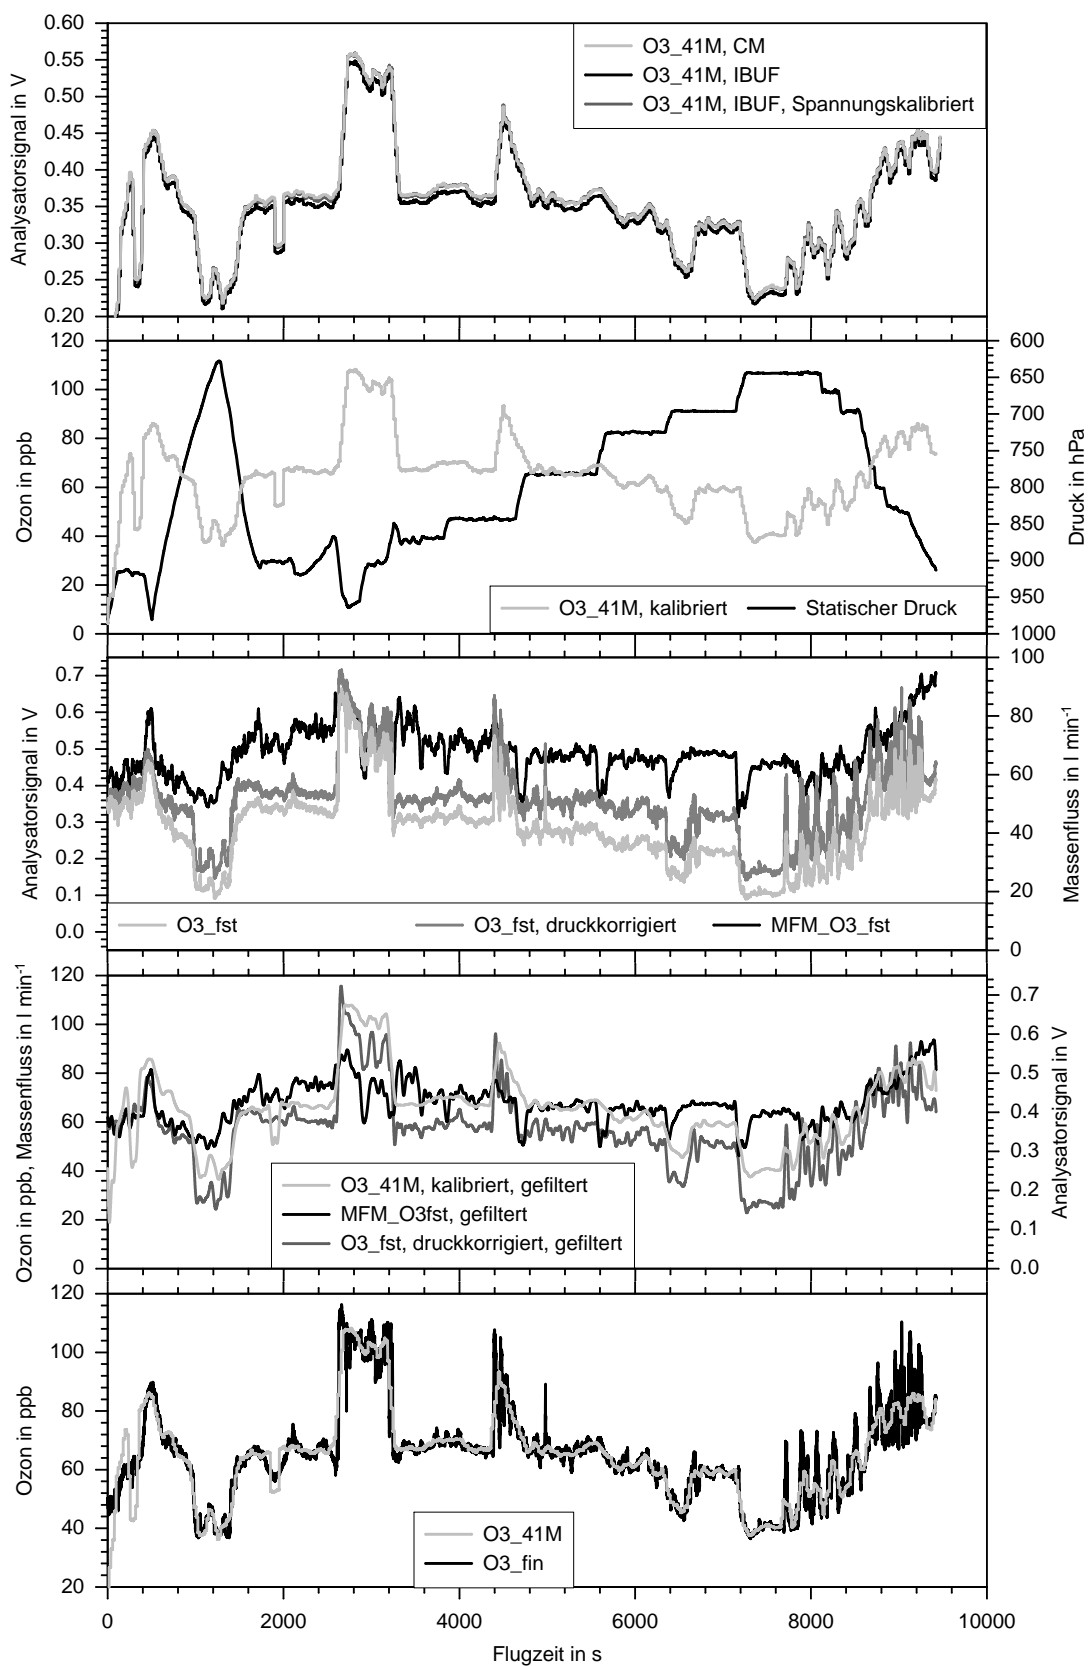 0.60
0.55
0.50
0.45
0.40
0.35
0.30
0.25
0.20
Analysatorsignal in V
O3_41M, CM
O3_41M, IBUF
O3_41M, IBUF, Spannungskalibriert
120
100
80
60
40
20
0
Ozon in ppb
600
650
700
750
800
850
900
950
1000
Druck in hPa
O3_41M, kalibriert
Statischer Druck
0.7
0.6
0.5
0.4
0.3
0.2
0.1
0.0
Analysatorsignal in V
100
80
60
40
20
0
Massenfluss in l min⁻¹
O3_fst
O3_fst, druckkorrigiert
MFM_O3_fst
120
100
80
60
40
20
0
Ozon in ppb, Massenfluss in l min⁻¹
0.7
0.6
0.5
0.4
0.3
0.2
0.1
0.0
Analysatorsignal in V
O3_41M, kalibriert, gefiltert
MFM_O3fst, gefiltert
O3_fst, druckkorrigiert, gefiltert
120
100
80
60
40
20
Ozon in ppb
O3_41M
O3_fin
0 2000 4000 6000 8000 10000
Flugzeit in s